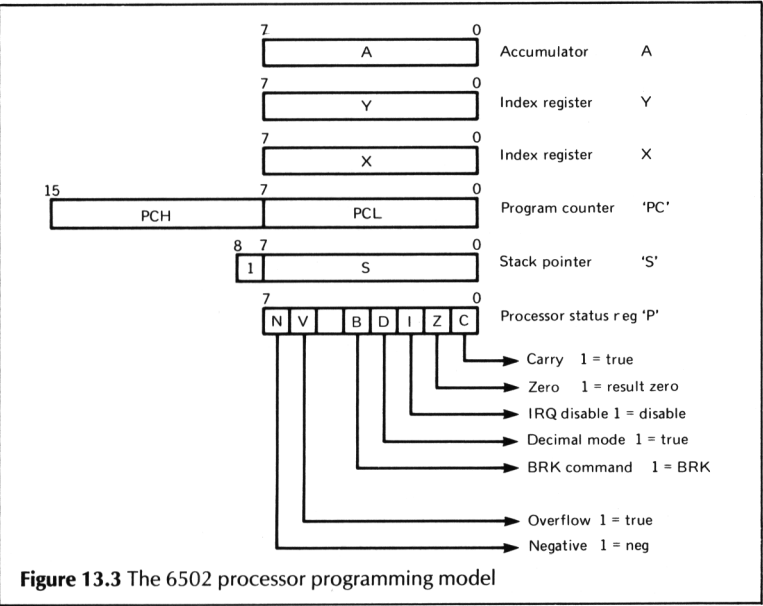 7 0
A Accumulator A
7 0
Y Index register Y
7 0
X Index register X
15 7 0
PCH PCL Program counter 'PC'
8 7 0
1 S Stack pointer 'S'
7 0
N V B D I Z C Processor status reg 'P'
Carry 1 = true
Zero 1 = result zero
IRQ disable 1 = disable
Decimal mode 1 = true
BRK command 1 = BRK
Overflow 1 = true
Negative 1 = neg
Figure 13.3 The 6502 processor programming model